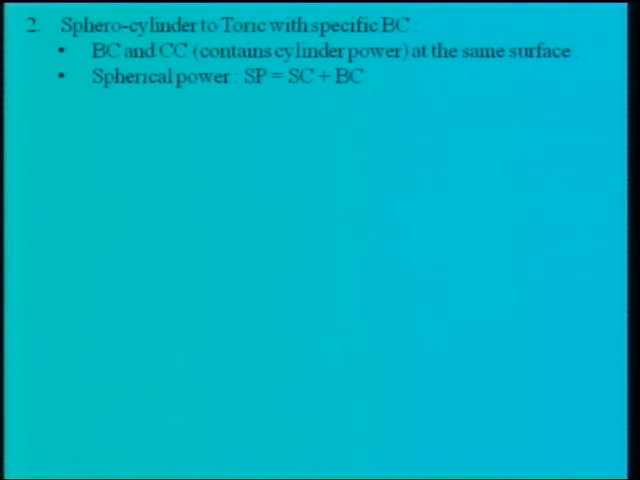 2. Sphero-cylinder to Toric with specific BC :
• BC and CC (contains cylinder power) at the same surface
• Spherical power : SP = SC + BC